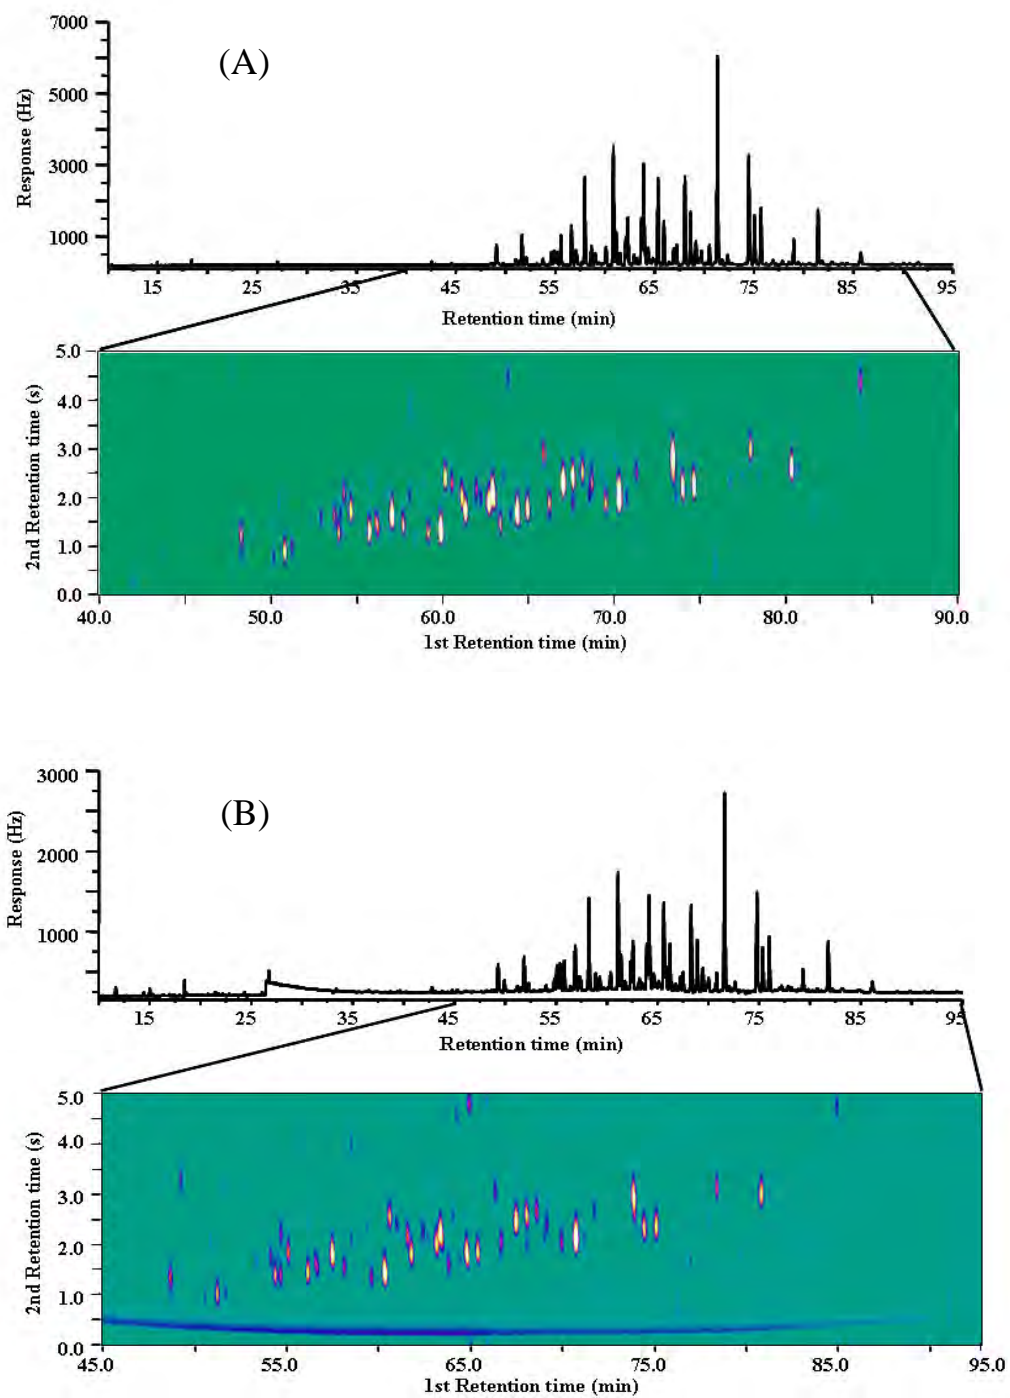 (A)
Response (Hz)
7000
5000
3000
1000
15 25 35 45 55 65 75 85 95
Retention time (min)
2nd Retention time (s)
5.0
4.0
3.0
2.0
1.0
0.0
40.0 50.0 60.0 70.0 80.0 90.0
1st Retention time (min)
(B)
Response (Hz)
3000
2000
1000
15 25 35 45 55 65 75 85 95
Retention time (min)
2nd Retention time (s)
5.0
4.0
3.0
2.0
1.0
0.0
45.0 55.0 65.0 75.0 85.0 95.0
1st Retention time (min)